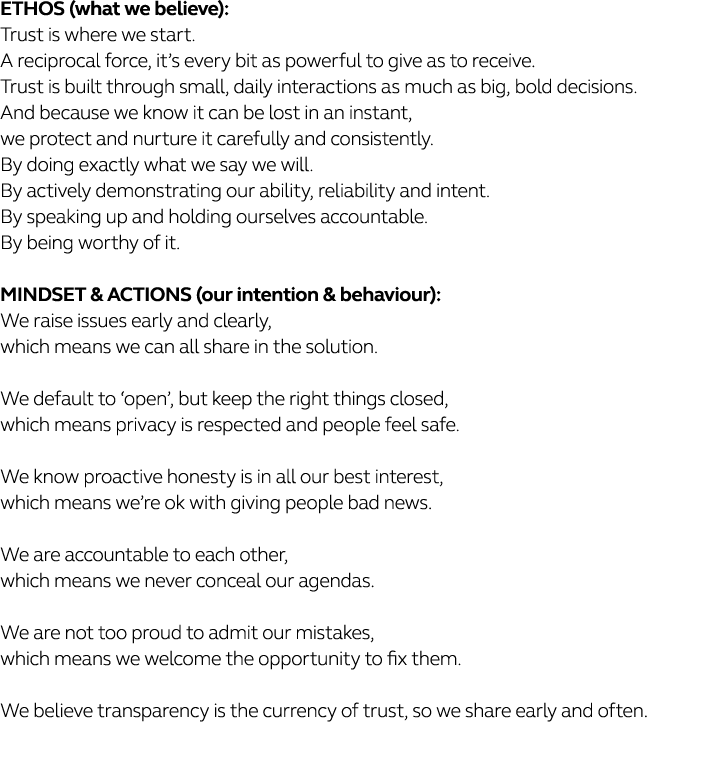 ETHOS (what we believe):
Trust is where we start.
A reciprocal force, it’s every bit as powerful to give as to receive.
Trust is built through small, daily interactions as much as big, bold decisions.
And because we know it can be lost in an instant,
we protect and nurture it carefully and consistently.
By doing exactly what we say we will.
By actively demonstrating our ability, reliability and intent.
By speaking up and holding ourselves accountable.
By being worthy of it.
MINDSET & ACTIONS (our intention & behaviour):
We raise issues early and clearly,
which means we can all share in the solution.
We default to ‘open’, but keep the right things closed,
which means privacy is respected and people feel safe.
We know proactive honesty is in all our best interest,
which means we’re ok with giving people bad news.
We are accountable to each other,
which means we never conceal our agendas.
We are not too proud to admit our mistakes,
which means we welcome the opportunity to fix them.
We believe transparency is the currency of trust, so we share early and often.